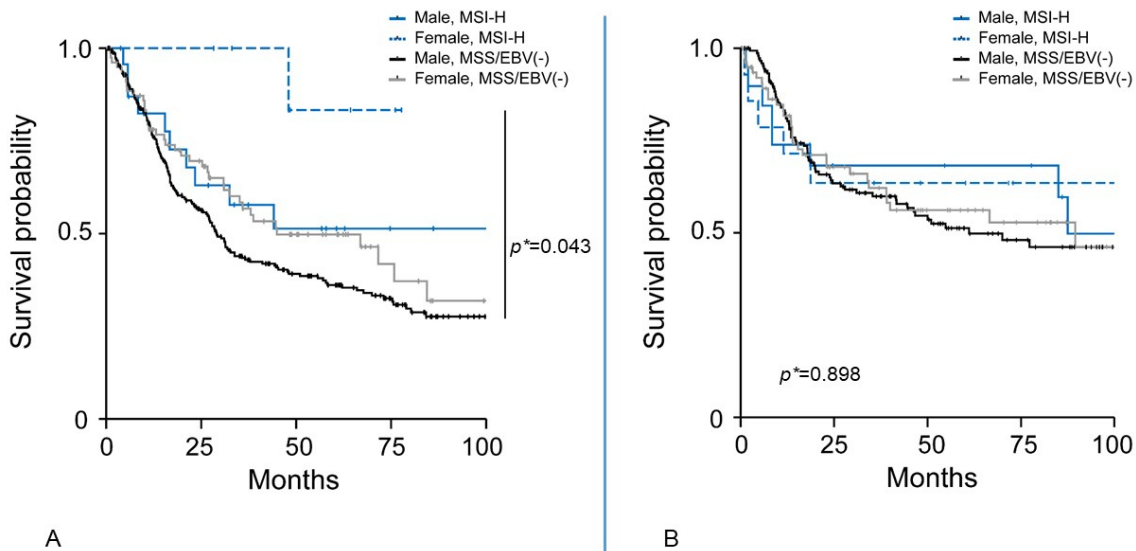 Male, MSI-H
Female, MSI-H
Male, MSS/EBV(-)
Female, MSS/EBV(-)
1.0
0.5
0
Survival probability
0 25 50 75 100
Months
p*=0.043
A
Male, MSI-H
Female, MSI-H
Male, MSS/EBV(-)
Female, MSS/EBV(-)
1.0
0.5
0
Survival probability
0 25 50 75 100
Months
p*=0.898
B